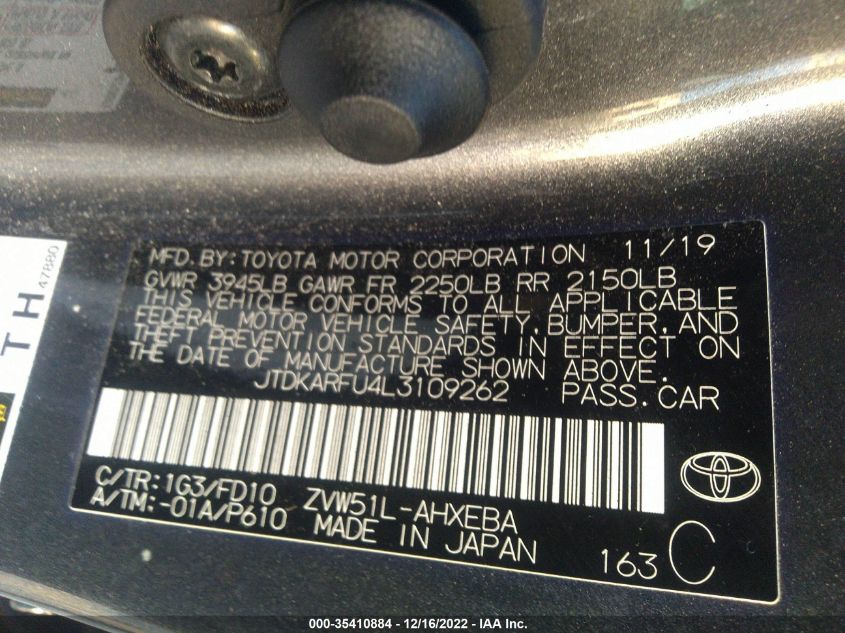 MFD. BY: TOYOTA MOTOR CORPORATION 11/19
GVWR 3945LB GAWR FR 2250LB RR 2150LB
THIS VEHICLE CONFORMS TO ALL APPLICABLE
FEDERAL MOTOR VEHICLE SAFETY, BUMPER, AND
THEFT PREVENTION STANDARDS IN EFFECT ON
THE DATE OF MANUFACTURE SHOWN ABOVE.
JTDKARFU4L3109262 PASS. CAR
C/TR: 1G3/FD10 ZVW51L-AHXEBA
A/TM: -01A/P610 MADE IN JAPAN
163 C
TH
47880
000-35410884 - 12/16/2022 - IAA Inc.